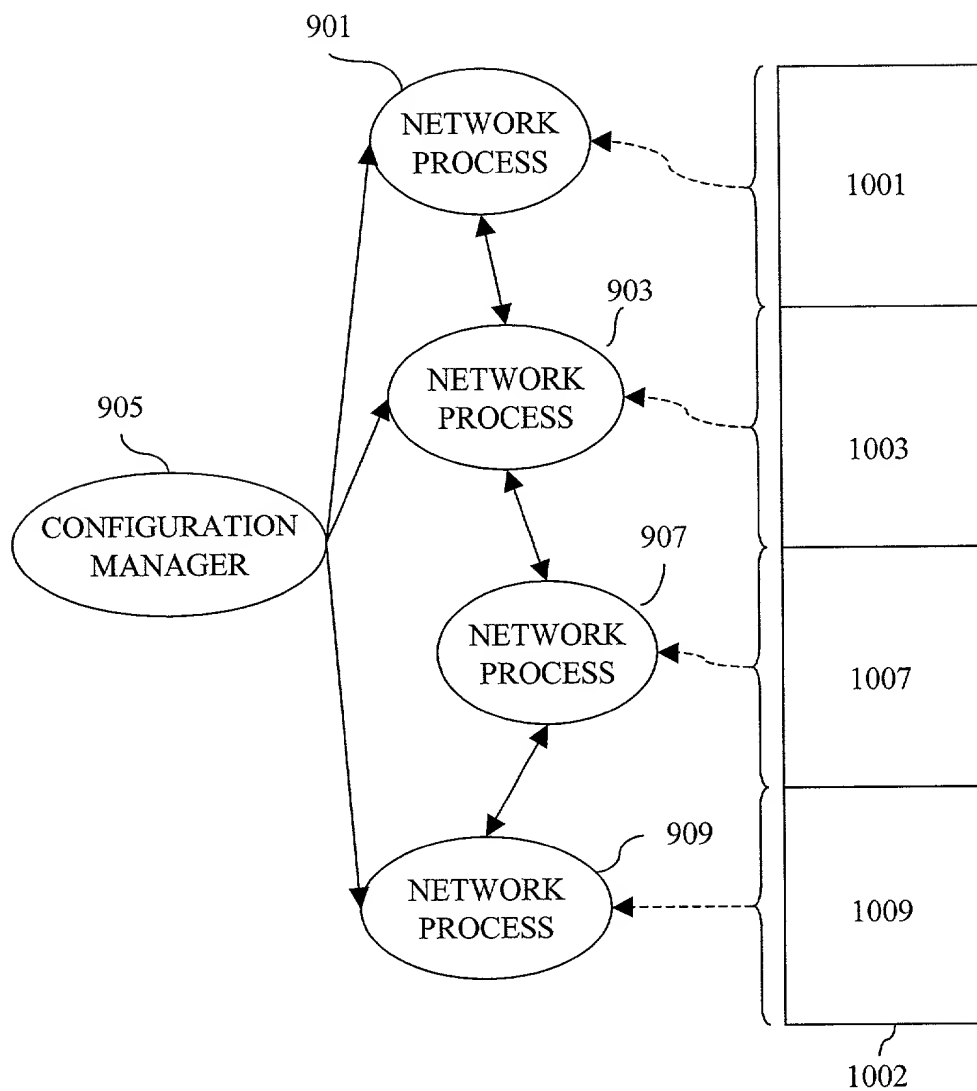 901
NETWORK
PROCESS
1001
903
NETWORK
PROCESS
1003
905
CONFIGURATION
MANAGER
907
NETWORK
PROCESS
1007
909
NETWORK
PROCESS
1009
1002